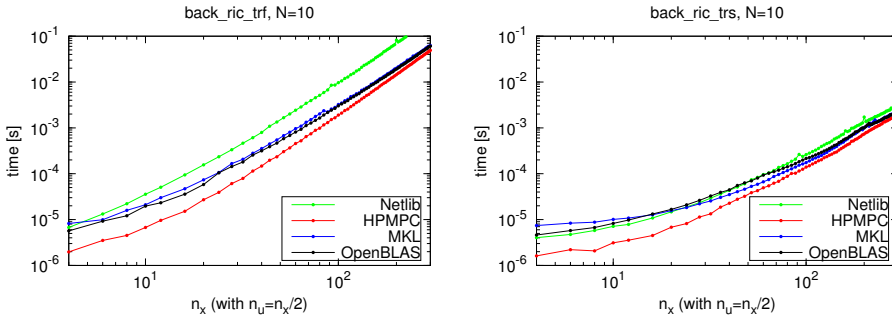 back_ric_trf, N=10
time [s]
10^-1
10^-2
10^-3
10^-4
10^-5
10^-6
Netlib
HPMPC
MKL
OpenBLAS
10^1
10^2
n_x (with n_u=n_x/2)
back_ric_trs, N=10
time [s]
10^-1
10^-2
10^-3
10^-4
10^-5
10^-6
Netlib
HPMPC
MKL
OpenBLAS
10^1
10^2
n_x (with n_u=n_x/2)